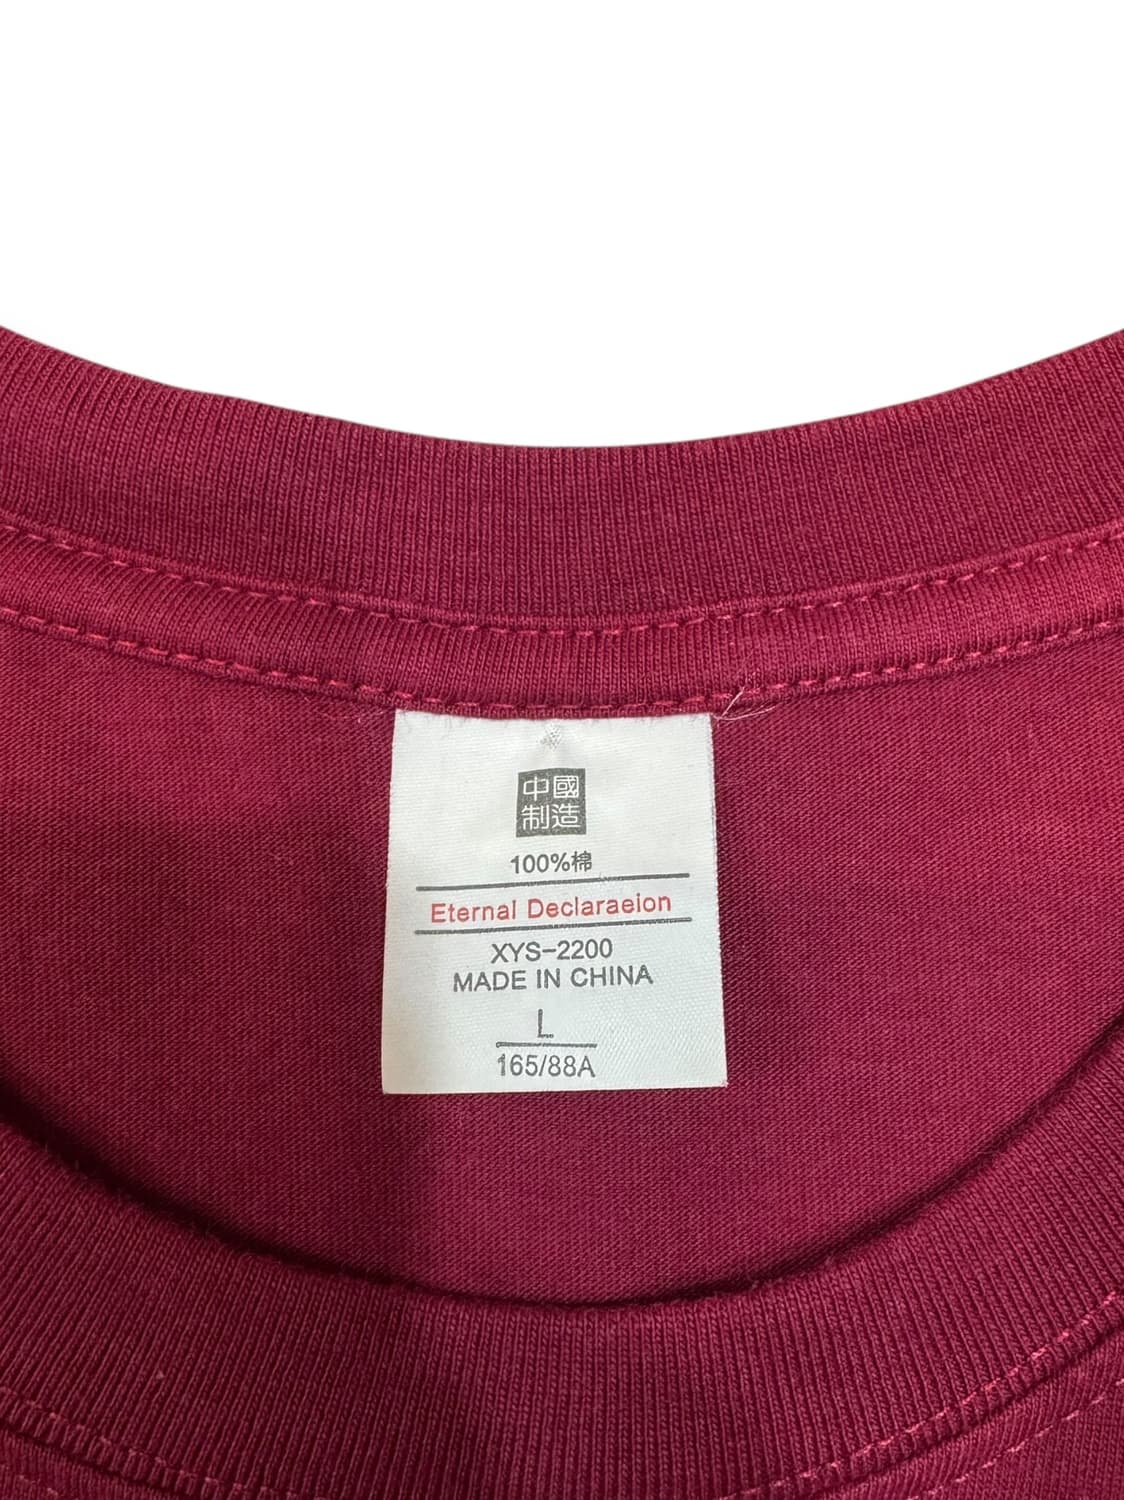 中國
制造
100%棉
Eternal Declaraeion
XYS-2200
MADE IN CHINA
L
165/88A